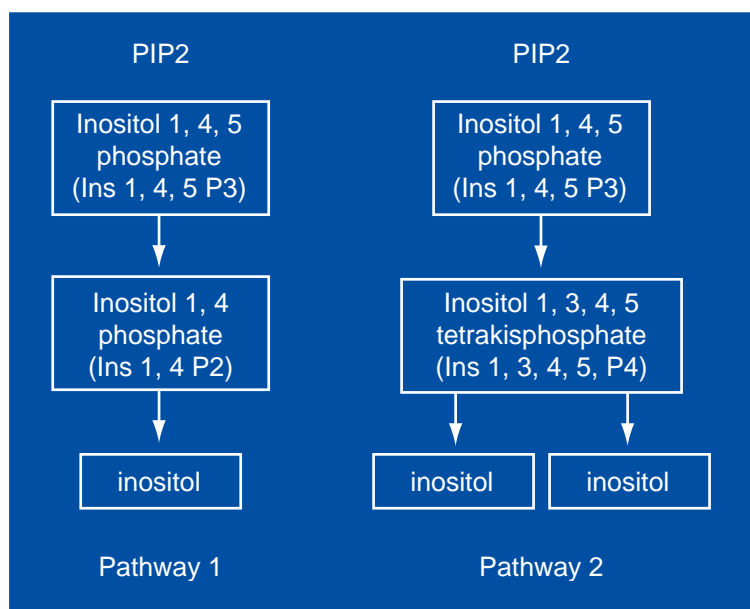 PIP2
Inositol 1, 4, 5
phosphate
(Ins 1, 4, 5 P3)
Inositol 1, 4
phosphate
(Ins 1, 4 P2)
inositol
Pathway 1
PIP2
Inositol 1, 4, 5
phosphate
(Ins 1, 4, 5 P3)
Inositol 1, 3, 4, 5
tetrakisphosphate
(Ins 1, 3, 4, 5, P4)
inositol
inositol
Pathway 2